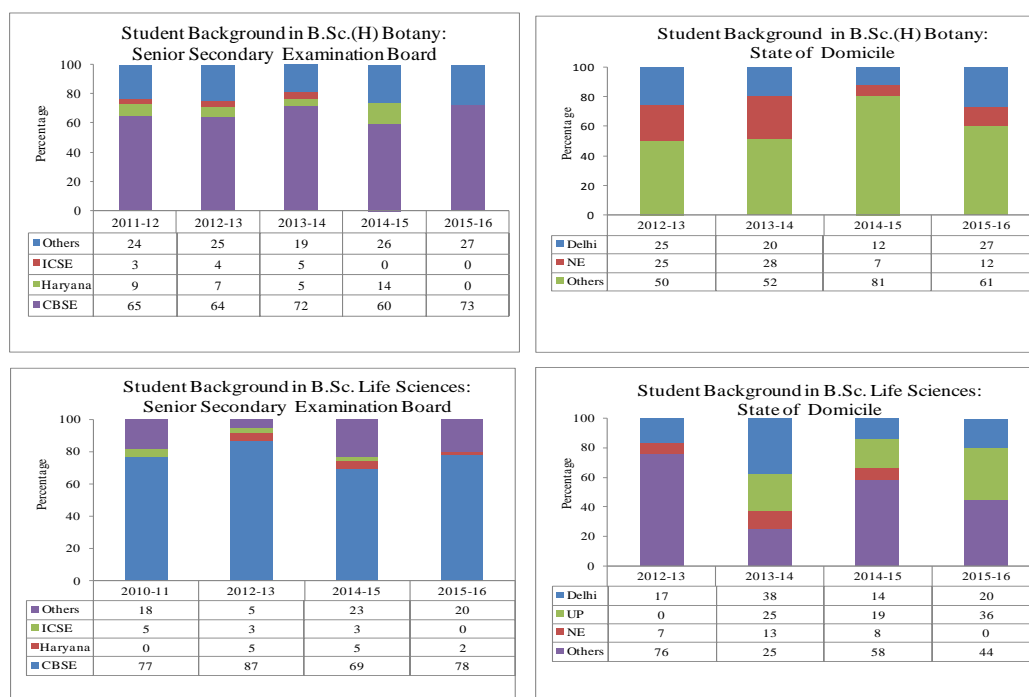 Student Background in B.Sc.(H) Botany:
Senior Secondary Examination Board
Percentage
100
80
60
40
20
0
2011-12 2012-13 2013-14 2014-15 2015-16
Others 24 25 19 26 27
ICSE 3 4 5 0 0
Haryana 9 7 5 14 0
CBSE 65 64 72 60 73
Student Background in B.Sc.(H) Botany:
State of Domicile
Percentage
100
80
60
40
20
0
2012-13 2013-14 2014-15 2015-16
Delhi 25 20 12 27
NE 25 28 7 12
Others 50 52 81 61
Student Background in B.Sc. Life Sciences:
Senior Secondary Examination Board
Percentage
100
80
60
40
20
0
2010-11 2012-13 2014-15 2015-16
Others 18 5 23 20
ICSE 5 3 3 0
Haryana 0 5 5 2
CBSE 77 87 69 78
Student Background in B.Sc. Life Sciences:
State of Domicile
Percentage
100
80
60
40
20
0
2012-13 2013-14 2014-15 2015-16
Delhi 17 38 14 20
UP 0 25 19 36
NE 7 13 8 0
Others 76 25 58 44